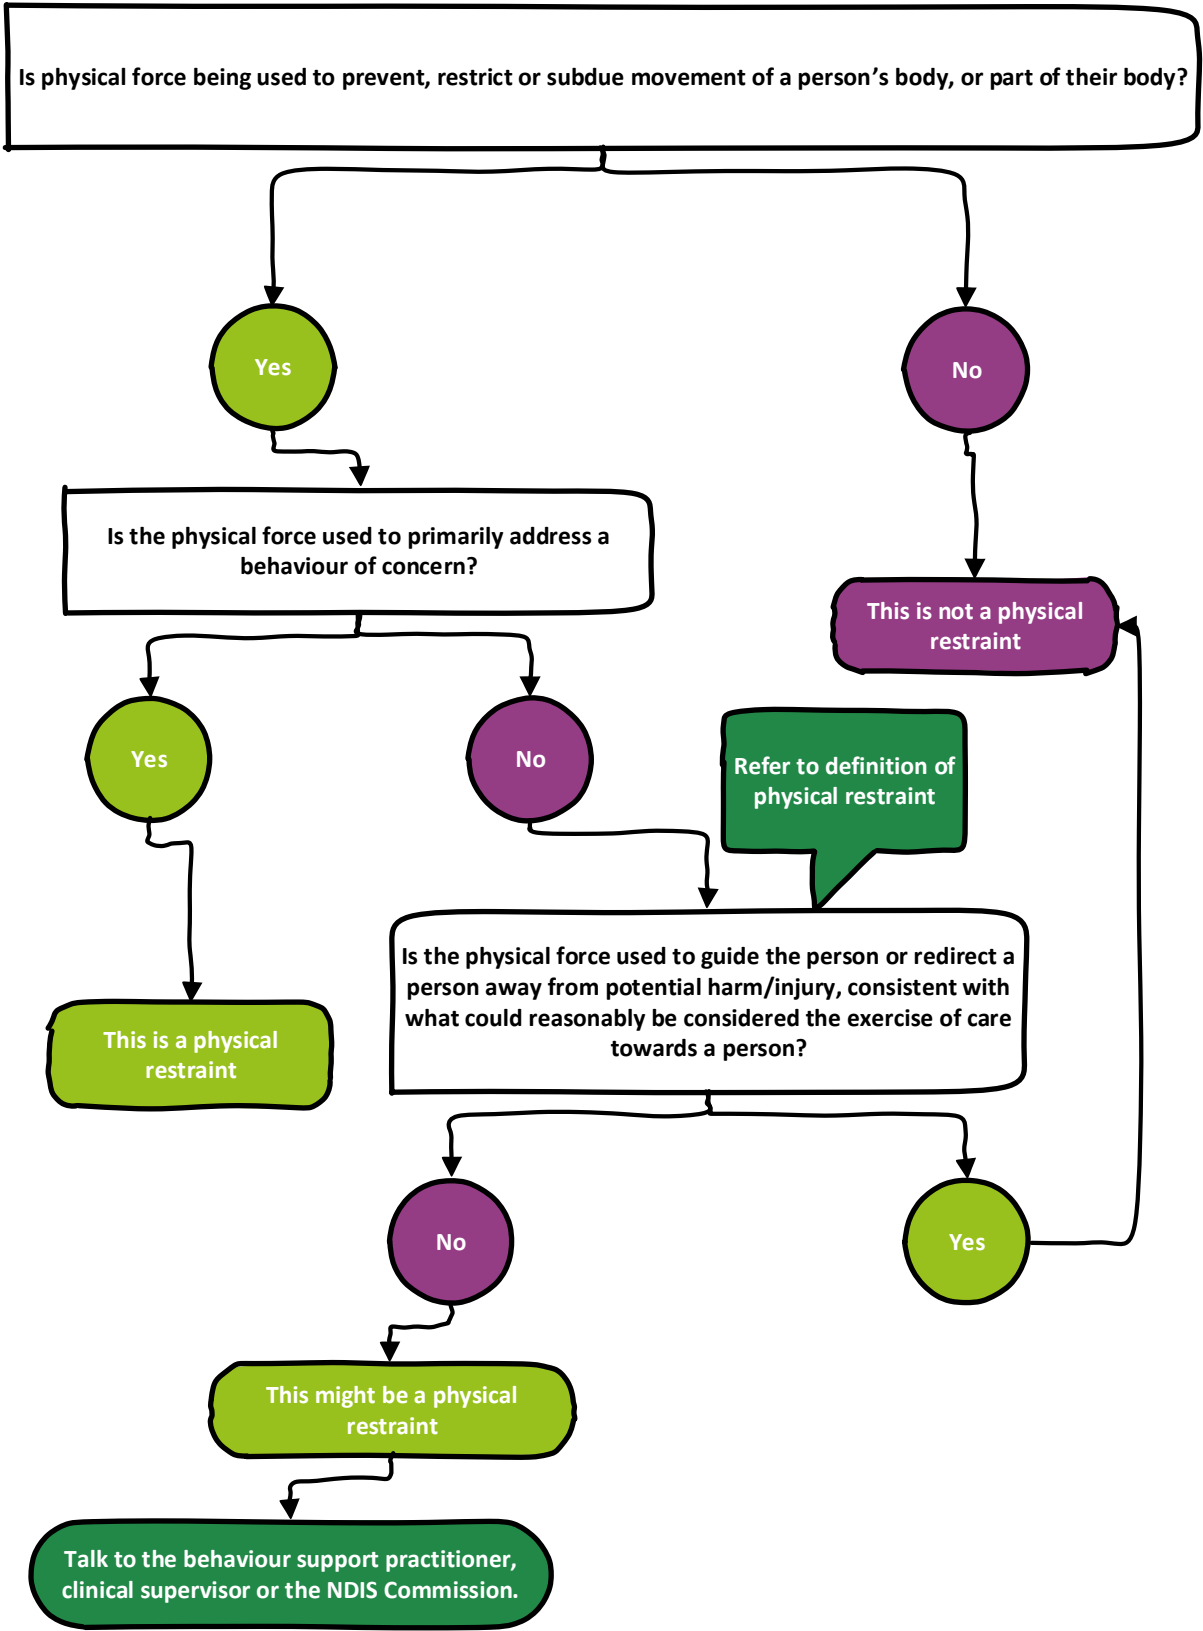 Is physical force being used to prevent, restrict or subdue movement of a person's body, or part of their body?
Yes
No
Is the physical force used to primarily address a
behaviour of concern?
This is not a physical
restraint
Yes
No
Refer to definition of
physical restraint
Is the physical force used to guide the person or redirect a
person away from potential harm/injury, consistent with
what could reasonably be considered the exercise of care
towards a person?
This is a physical
restraint
No
Yes
This might be a physical
restraint
Talk to the behaviour support practitioner,
clinical supervisor or the NDIS Commission.